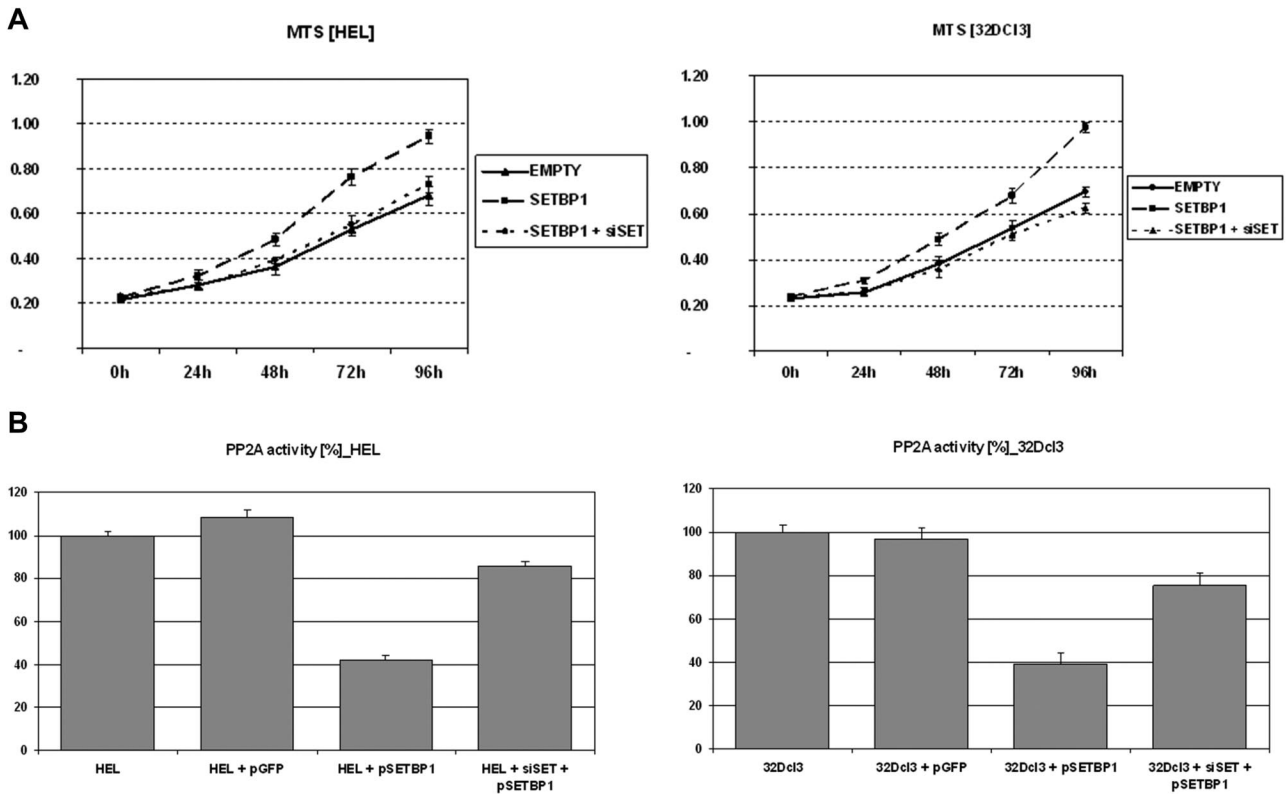 A
MTS [HEL]
1.20
1.00
0.80
0.60
0.40
0.20
-
0h 24h 48h 72h 96h
EMPTY
SETBP1
SETBP1 + siSET
MTS [32DCl3]
1.20
1.00
0.80
0.60
0.40
0.20
-
0h 24h 48h 72h 96h
EMPTY
SETBP1
SETBP1 + siSET
B
PP2A activity [%]_HEL
120
100
80
60
40
20
0
HEL HEL + pGFP HEL + pSETBP1 HEL + siSET +
pSETBP1
PP2A activity [%]_32Dcl3
120
100
80
60
40
20
0
32Dcl3 32Dcl3 + pGFP 32Dcl3 + pSETBP1 32Dcl3 + siSET +
pSETBP1